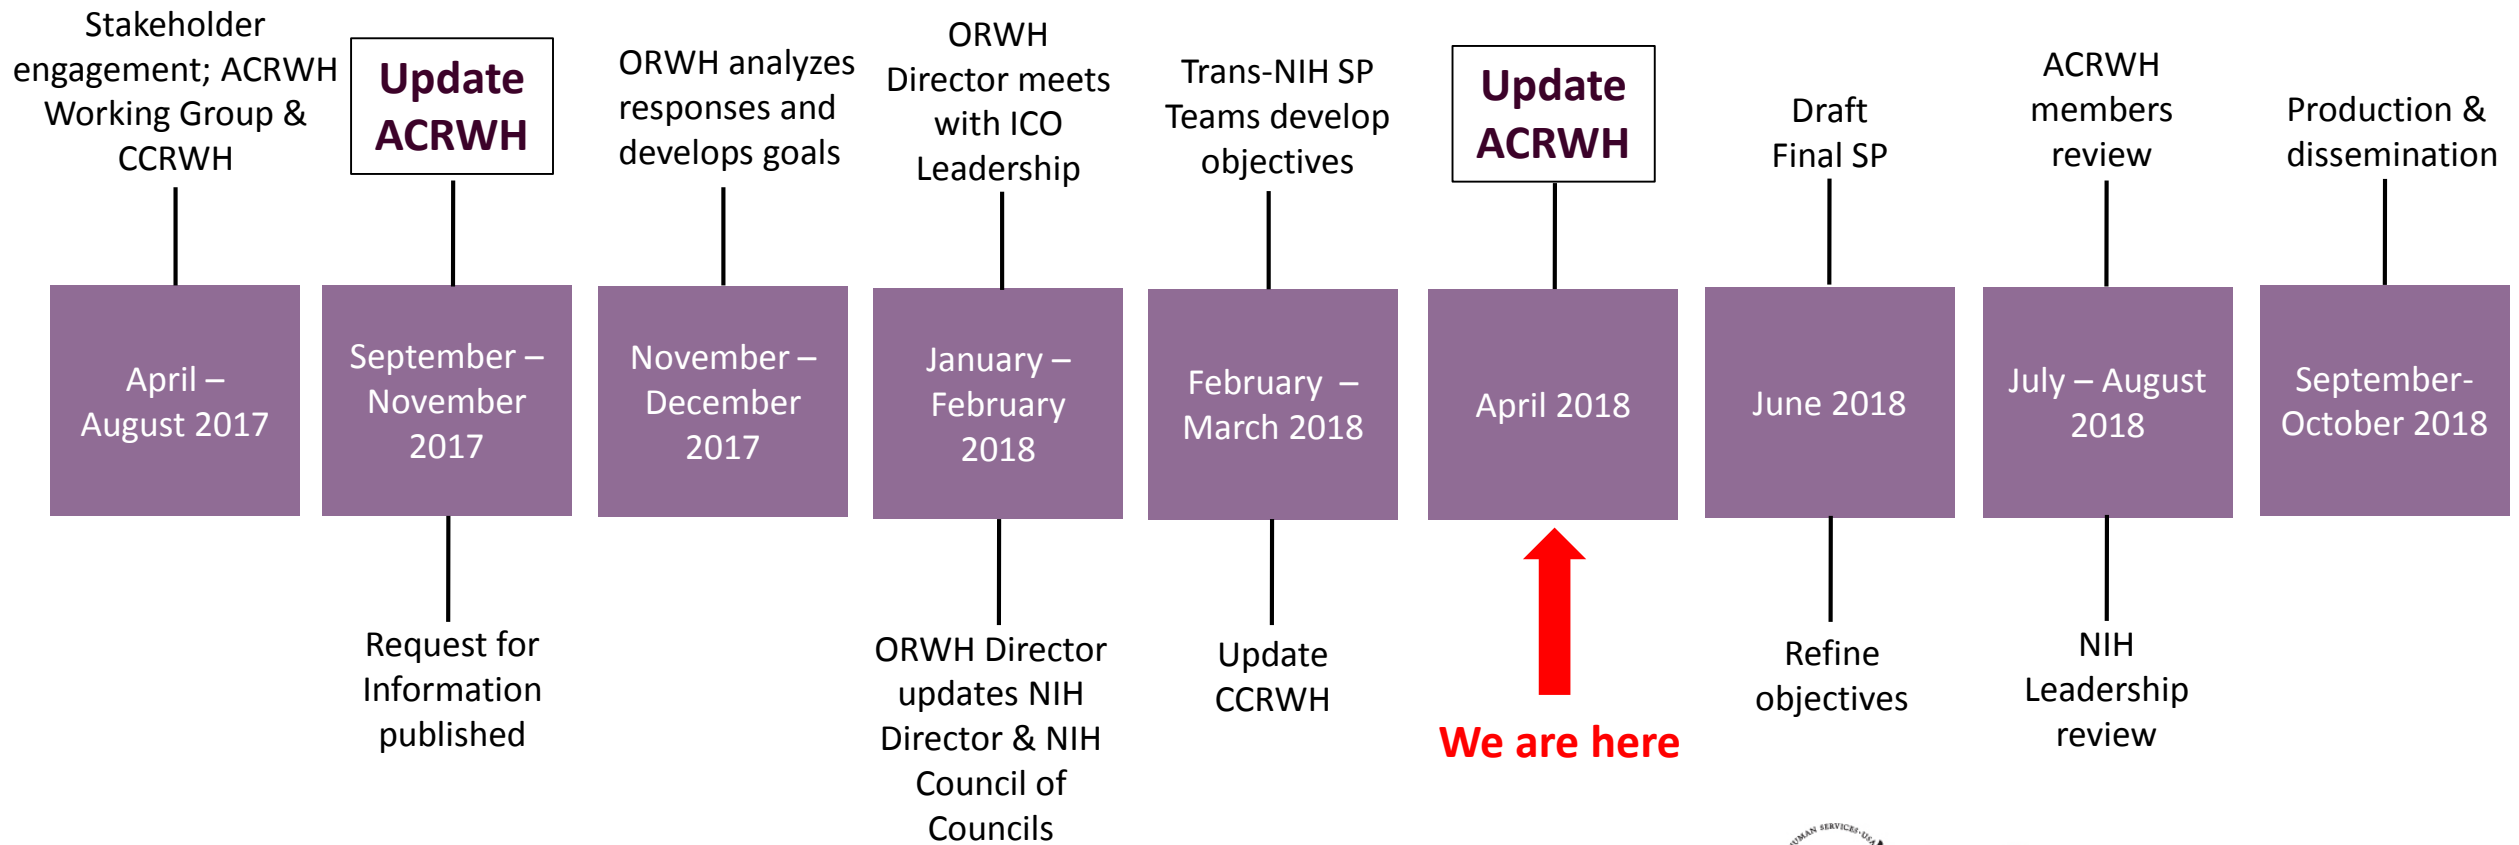 Stakeholder
engagement; ACRWH
Working Group &
CCRWH
Update
ACRWH
ORWH analyzes
responses and
develops goals
ORWH
Director meets
with ICO
Leadership
Trans-NIH SP
Teams develop
objectives
Update
ACRWH
Draft
Final SP
ACRWH
members
review
Production &
dissemination
April –
August 2017
September –
November
2017
November –
December
2017
January –
February
2018
February –
March 2018
April 2018
June 2018
July – August
2018
September-
October 2018
Request for
Information
published
ORWH Director
updates NIH
Director & NIH
Council of
Councils
Update
CCRWH
We are here
Refine
objectives
NIH
Leadership
review
HUMAN SERVICES·USA